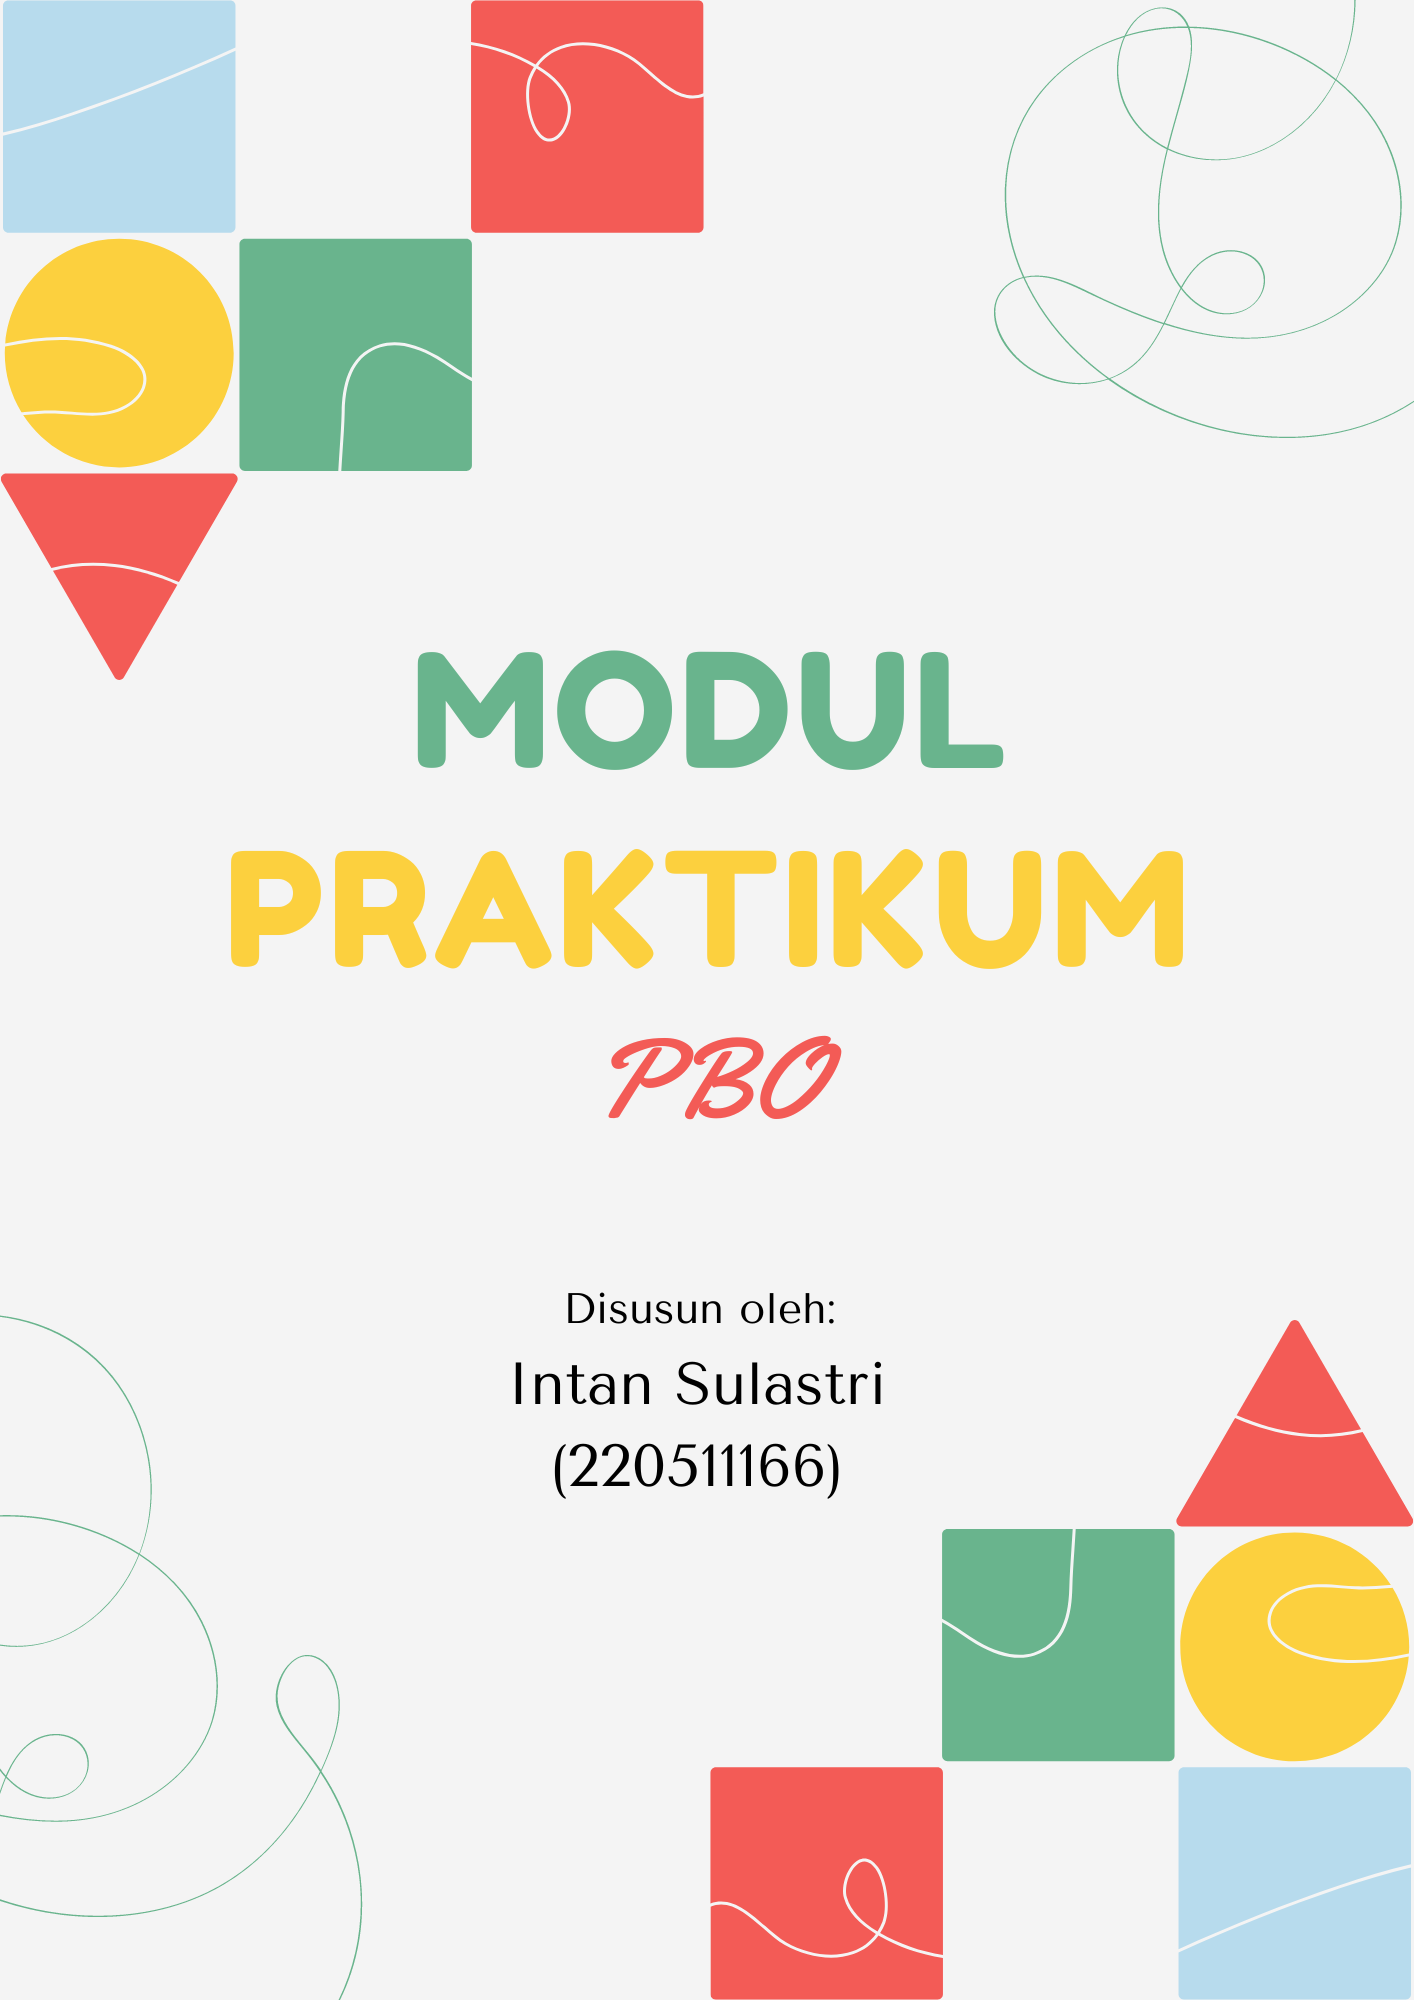 MODUL
PRAKTIKUM
PBO
Disusun oleh:
Intan Sulastri
(220511166)